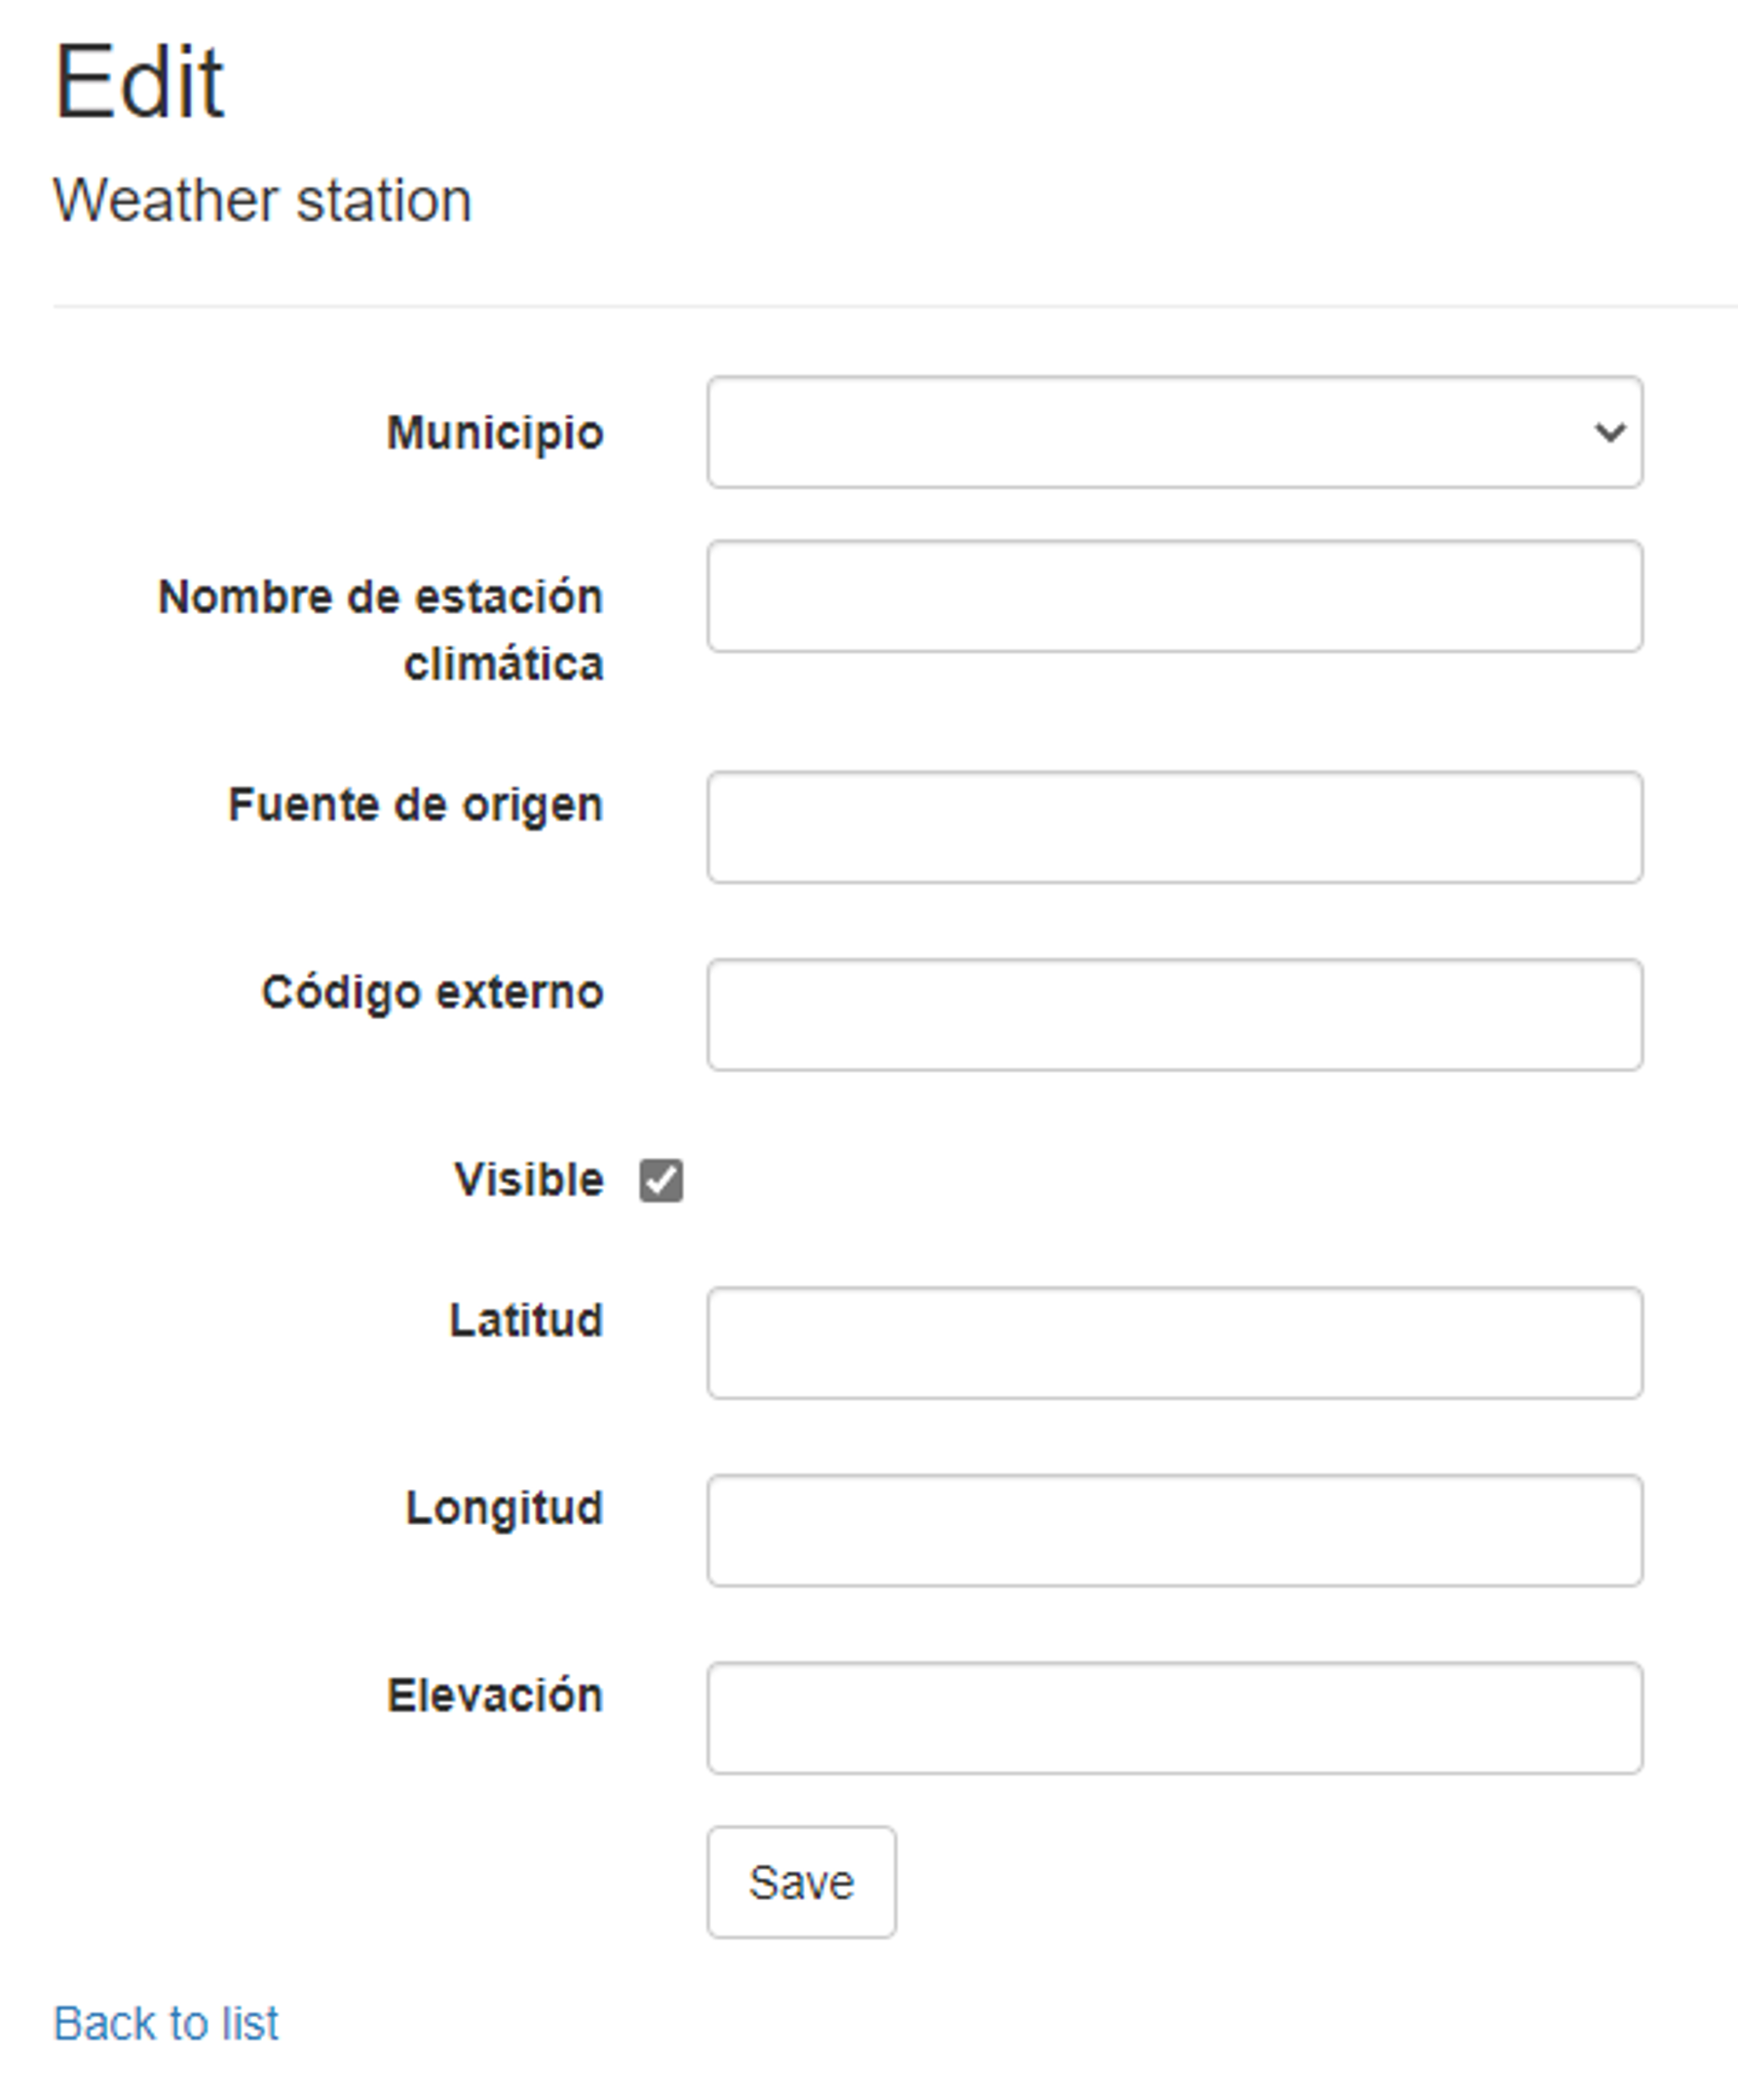 Edit
Weather station
Municipio
Nombre de estación
climática
Fuente de origen
Código externo
Visible
Latitud
Longitud
Elevación
Save
Back to list